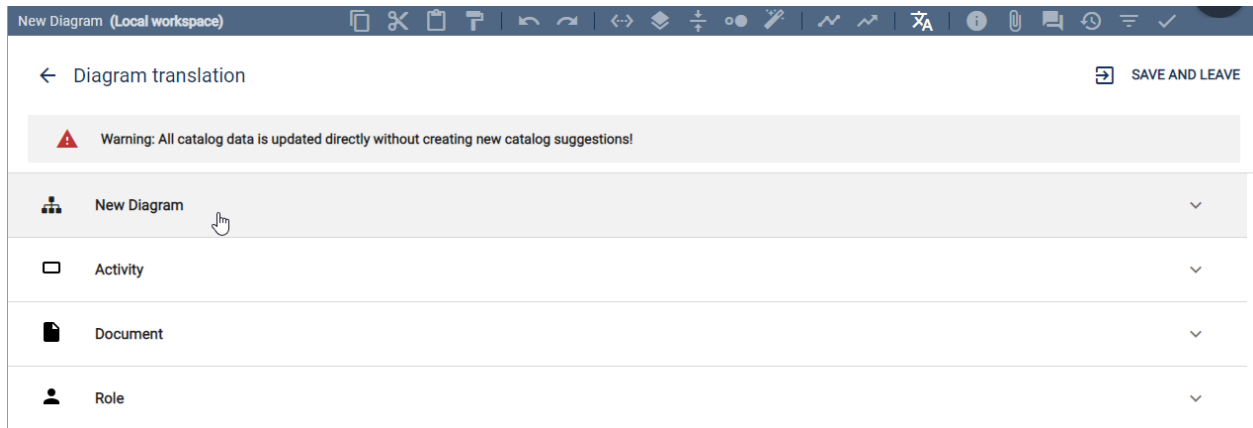 New Diagram (Local workspace)
Diagram translation
SAVE AND LEAVE
Warning: All catalog data is updated directly without creating new catalog suggestions!
New Diagram
Activity
Document
Role